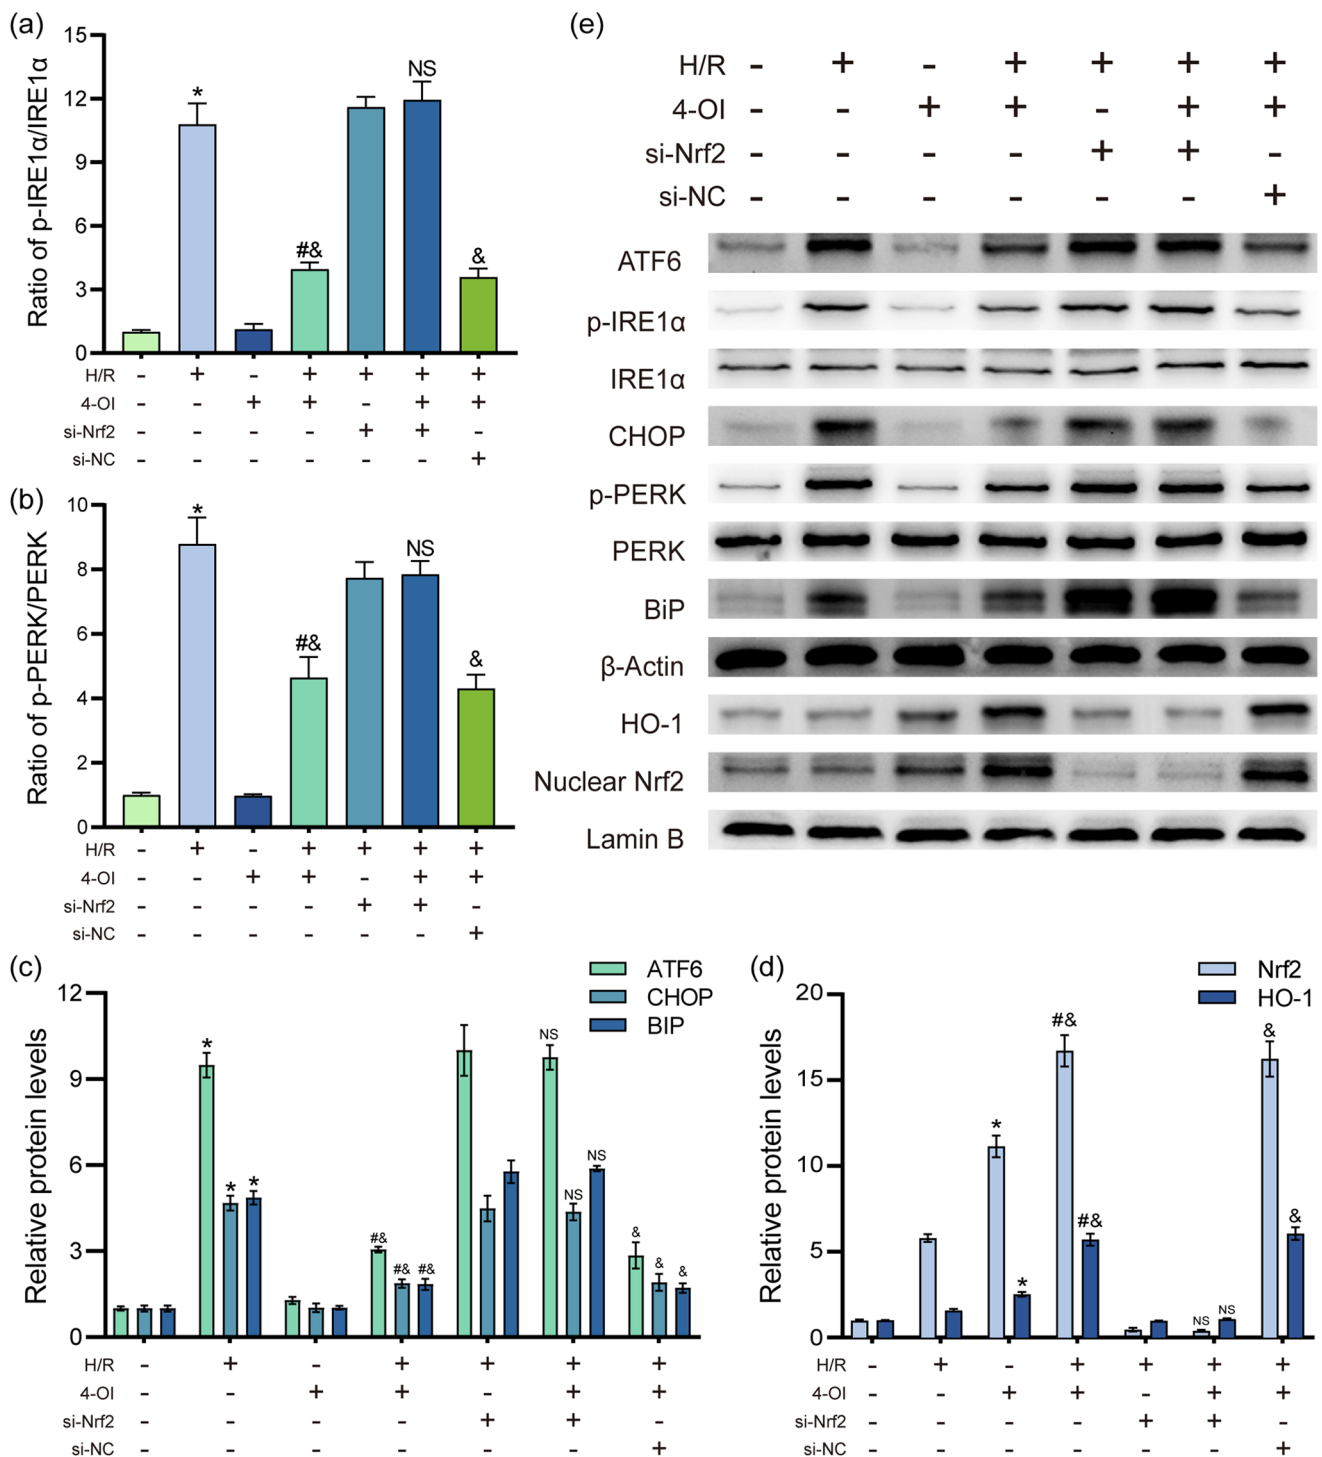 (a)
Ratio of p-IRE1α/IRE1α
15
12
9
6
3
0
*
#&
NS
&
H/R - + - + + + +
4-OI - - + + - + +
si-Nrf2 - - - - + + -
si-NC - - - - - - +
(b)
Ratio of p-PERK/PERK
10
8
6
4
2
0
*
#&
NS
&
H/R - + - + + + +
4-OI - - + + - + +
si-Nrf2 - - - - + + -
si-NC - - - - - - +
(e)
H/R - + - + + + +
4-OI - - + + - + +
si-Nrf2 - - - - + + -
si-NC - - - - - - +
ATF6
p-IRE1α
IRE1α
CHOP
p-PERK
PERK
BiP
β-Actin
HO-1
Nuclear Nrf2
Lamin B
(c)
ATF6
CHOP
BIP
Relative protein levels
12
9
6
3
0
* * *
#& #& #&
NS NS NS
& & &
H/R - + - + + + +
4-OI - - + + - + +
si-Nrf2 - - - - + + -
si-NC - - - - - - +
(d)
Nrf2
HO-1
Relative protein levels
20
15
10
5
0
* *
#& #&
NS NS
& &
H/R - + - + + + +
4-OI - - + + - + +
si-Nrf2 - - - - + + -
si-NC - - - - - - +